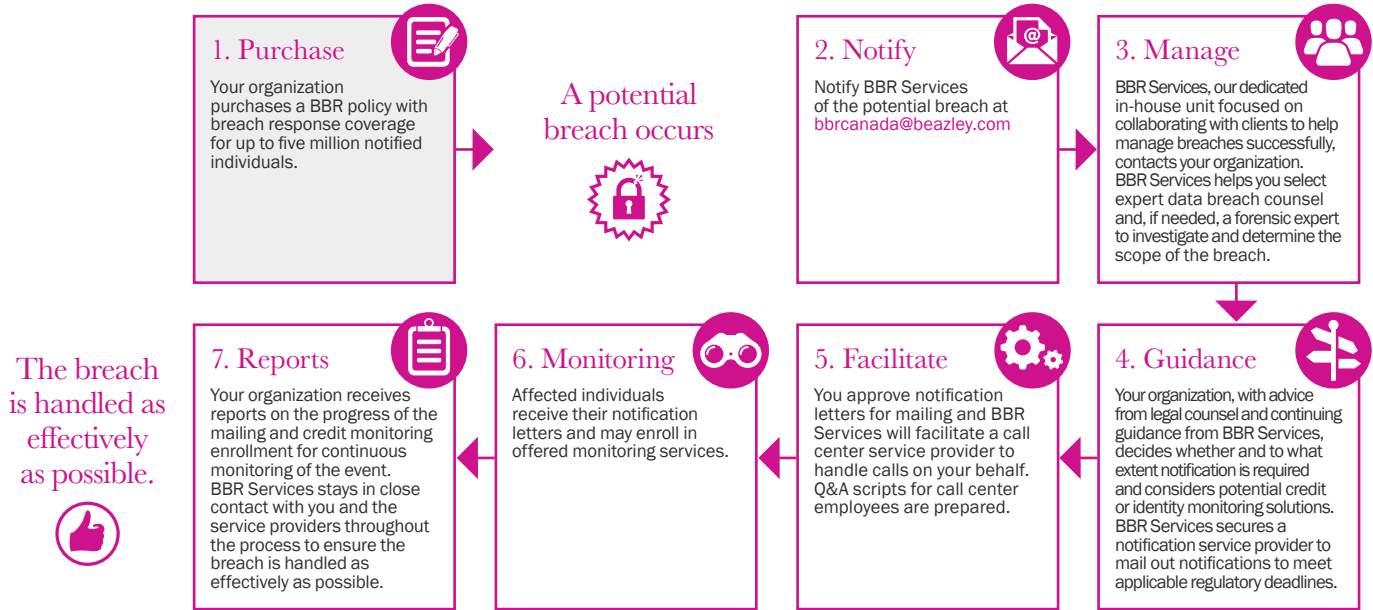 1. Purchase
Your organization
purchases a BBR policy with
breach response coverage
for up to five million notified
individuals.
A potential
breach occurs
2. Notify
@
Notify BBR Services
of the potential breach at
bbrcanada@beazley.com
3. Manage
BBR Services, our dedicated
in-house unit focused on
collaborating with clients to help
manage breaches successfully,
contacts your organization.
BBR Services helps you select
expert data breach counsel
and, if needed, a forensic expert
to investigate and determine the
scope of the breach.
4. Guidance
Your organization, with advice
from legal counsel and continuing
guidance from BBR Services,
decides whether and to what
extent notification is required
and considers potential credit
or identity monitoring solutions.
BBR Services secures a
notification service provider to
mail out notifications to meet
applicable regulatory deadlines.
5. Facilitate
You approve notification
letters for mailing and BBR
Services will facilitate a call
center service provider to
handle calls on your behalf.
Q&A scripts for call center
employees are prepared.
6. Monitoring
Affected individuals
receive their notification
letters and may enroll in
offered monitoring services.
7. Reports
Your organization receives
reports on the progress of the
mailing and credit monitoring
enrollment for continuous
monitoring of the event.
BBR Services stays in close
contact with you and the
service providers throughout
the process to ensure the
breach is handled as
effectively as possible.
The breach
is handled as
effectively
as possible.